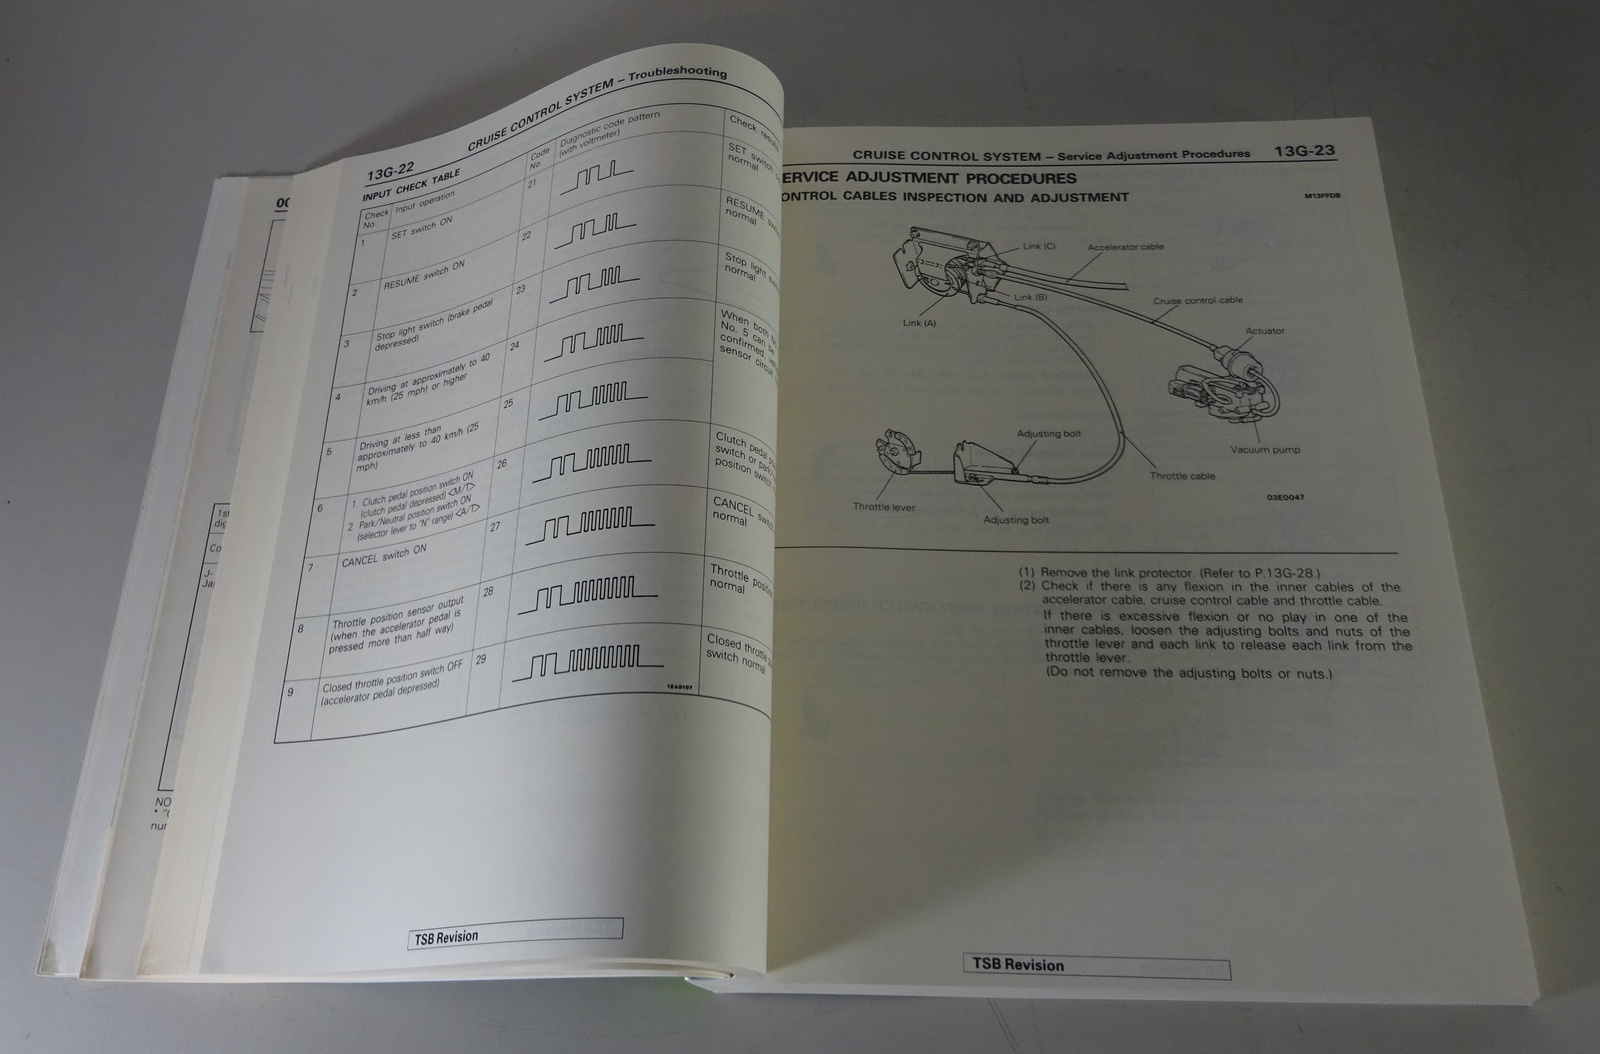 00
1st
dig
Co
J-
Jap
NO
* "(
nur
13G-22
CRUISE CONTROL SYSTEM – Troubleshooting
INPUT CHECK TABLE
Check No.
Input operation
Code No.
Diagnostic code pattern (with voltmeter)
Check
1
SET switch ON
21
SET switch
normal
2
RESUME switch ON
22
RESUME
normal
3
Stop light switch (brake pedal
depressed)
23
Stop light
normal
4
Driving at approximately to 40
km/h (25 mph) or higher
24
When both
No. 5 can
confirmed,
sensor circuit
5
Driving at less than
approximately to 40 km/h (25
mph)
25
6
1. Clutch pedal position switch ON
(clutch pedal depressed) <M/T>
2. Park/Neutral position switch ON
(selector lever to "N" range) <A/T>
26
Clutch pedal
switch or
position switch
7
CANCEL switch ON
27
CANCEL
normal
8
Throttle position sensor output
(when the accelerator pedal is
pressed more than half way)
28
Throttle
normal
9
Closed throttle position switch OFF
(accelerator pedal depressed)
29
Closed throttle
switch normal
TSB Revision
CRUISE CONTROL SYSTEM – Service Adjustment Procedures
13G-23
ERVICE ADJUSTMENT PROCEDURES
ONTROL CABLES INSPECTION AND ADJUSTMENT
Link (C)
Accelerator cable
Link (B)
Cruise control cable
Link (A)
Actuator
Adjusting bolt
Vacuum pump
Throttle cable
Throttle lever
Adjusting bolt
03E0047
(1) Remove the link protector. (Refer to P.13G-28.)
(2) Check if there is any flexion in the inner cables of the
accelerator cable, cruise control cable and throttle cable.
If there is excessive flexion or no play in one of the
inner cables, loosen the adjusting bolts and nuts of the
throttle lever and each link to release each link from the
throttle lever.
(Do not remove the adjusting bolts or nuts.)
TSB Revision